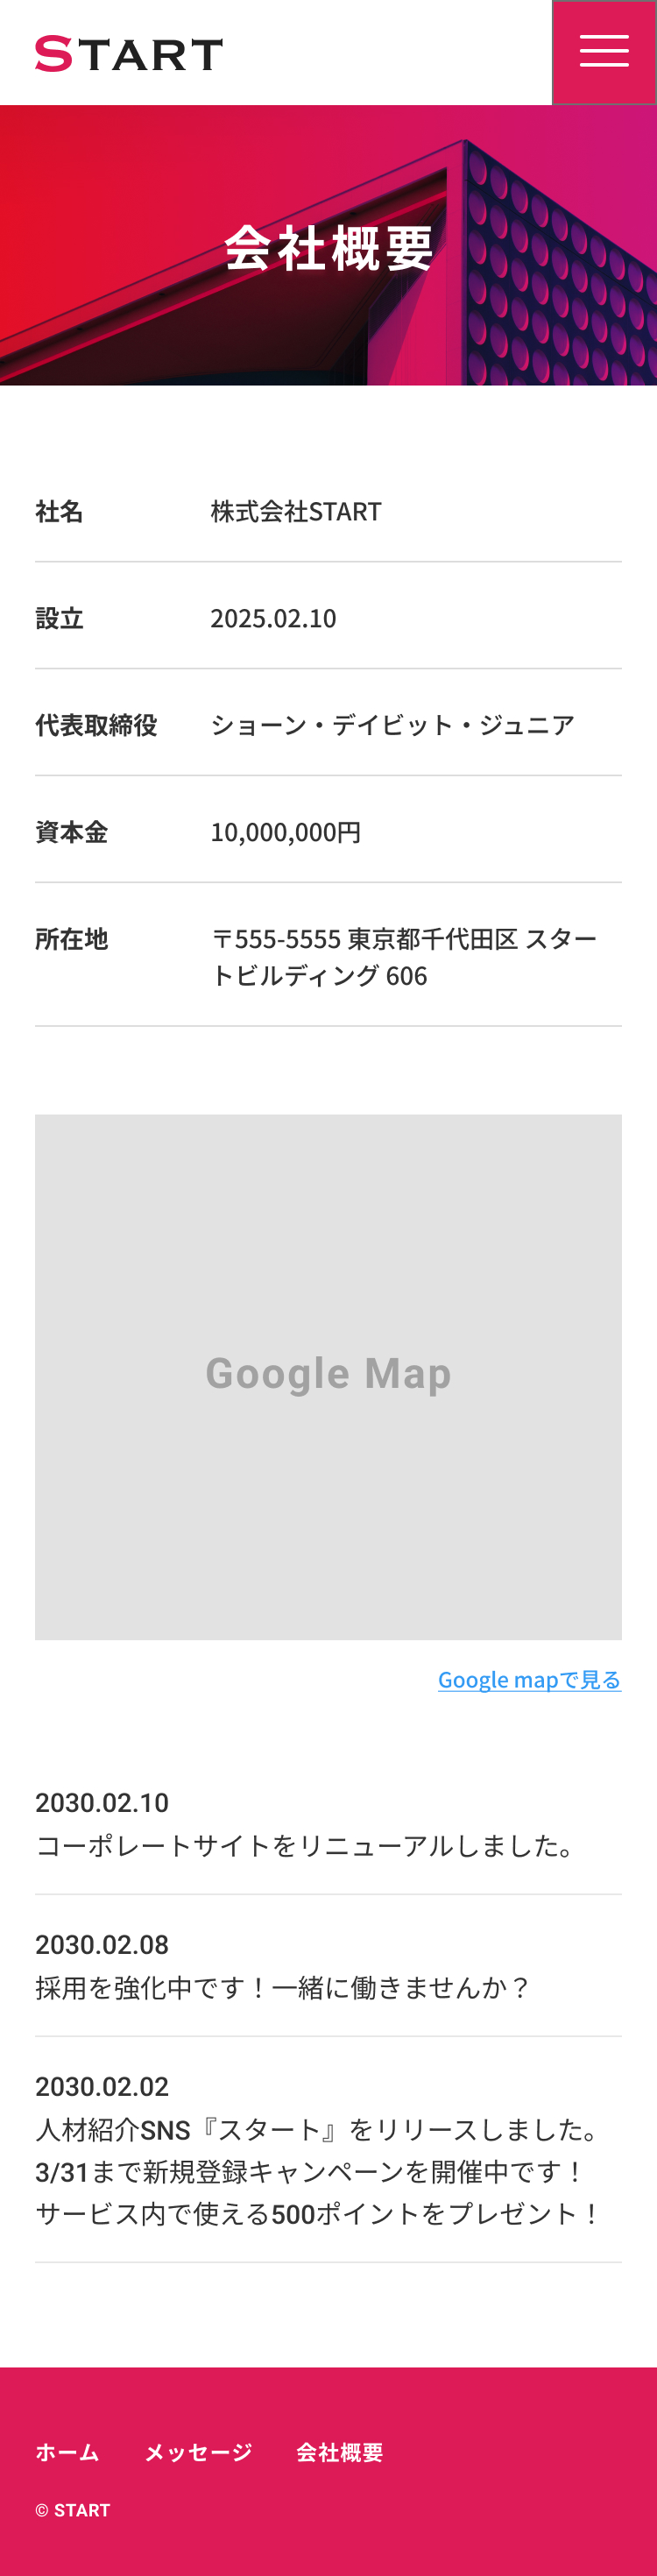 START
会社概要
社名 株式会社START
設立 2025.02.10
代表取締役 ショーン・デイビット・ジュニア
資本金 10,000,000円
所在地 〒555-5555 東京都千代田区 スター
トビルディング 606
Google Map
Google mapで見る
2030.02.10
コーポレートサイトをリニューアルしました。
2030.02.08
採用を強化中です！一緒に働きませんか？
2030.02.02
人材紹介SNS『スタート』をリリースしました。
3/31まで新規登録キャンペーンを開催中です！
サービス内で使える500ポイントをプレゼント！
ホーム メッセージ 会社概要
© START